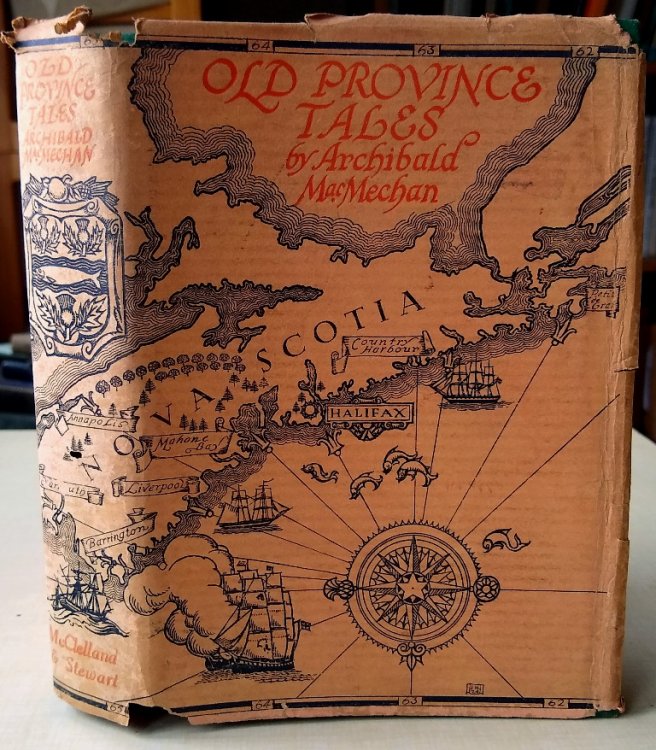 OLD
PROVINCE
TALES
ARCHIBALD
MACMECHAN
64
63
62
OLD PROVINCE
TALES
by Archibald
MacMechan
NOVA SCOTIA
Country
Harbour
HALIFAX
Annapolis
Mahone
Bay
Liverpool
Barrington
McClelland
& Stewart
65
64
63
62